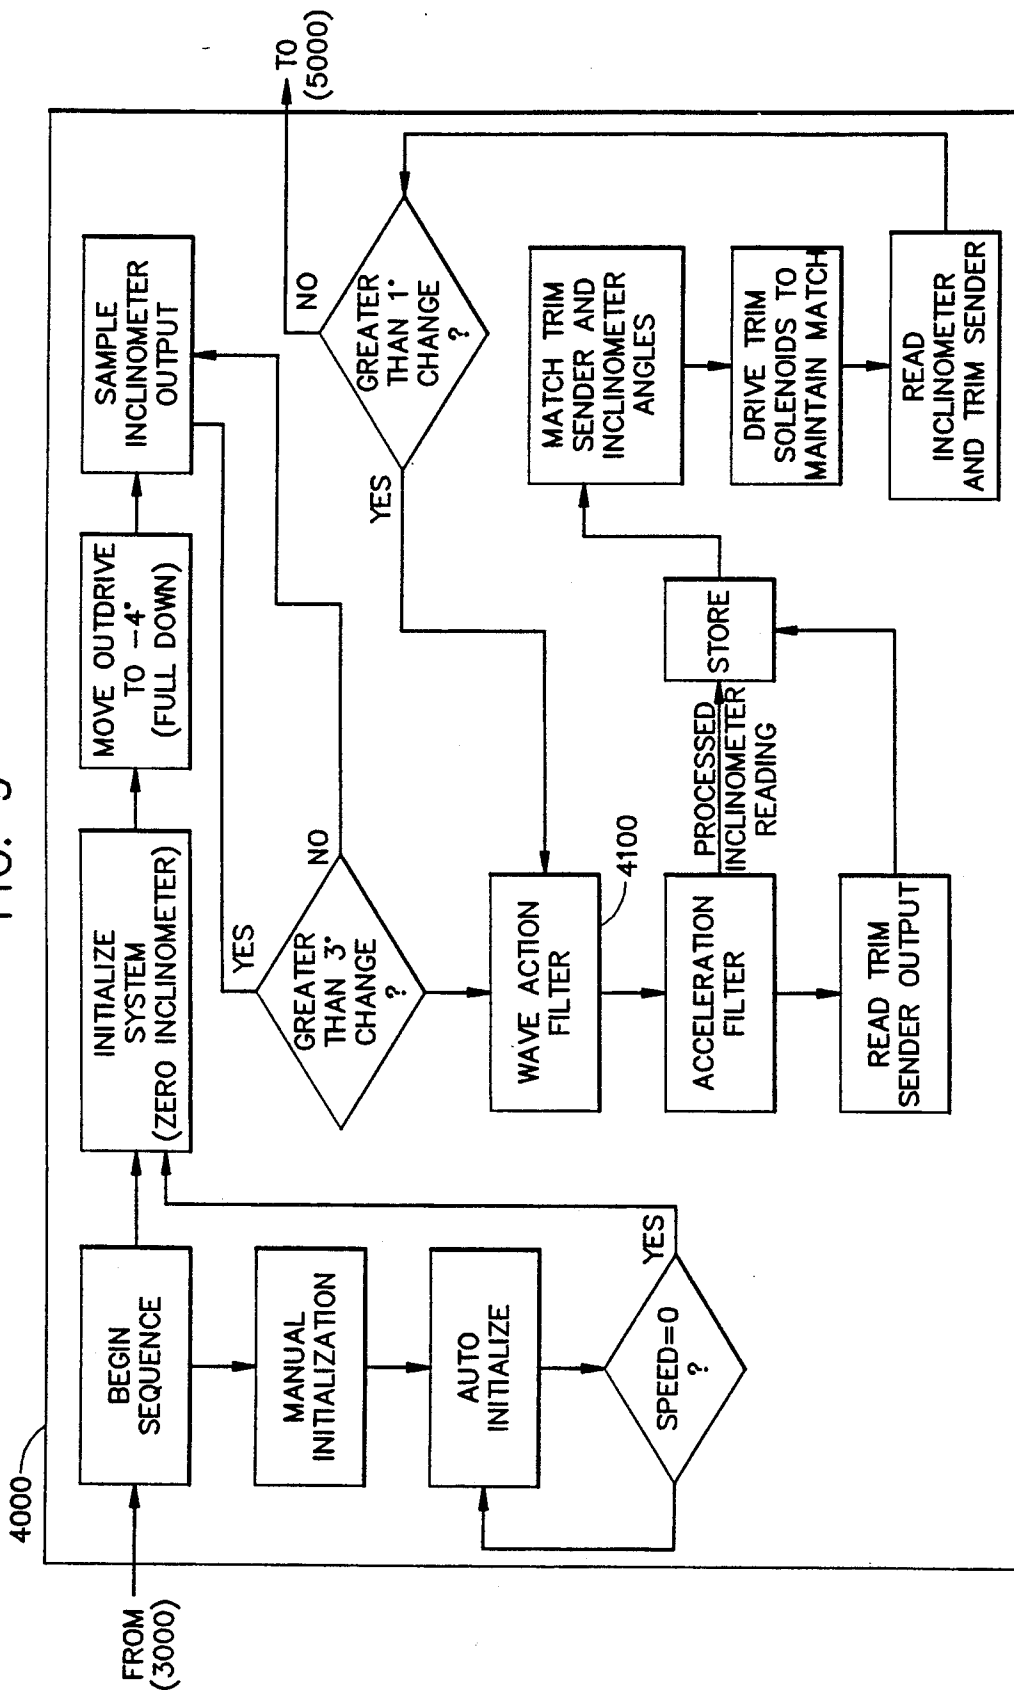 FIG. 5
4000
FROM
(3000)
BEGIN
SEQUENCE
INITIALIZE
SYSTEM
(ZERO INCLINOMETER)
MOVE OUTDRIVE
TO -4°
(FULL DOWN)
SAMPLE
INCLINOMETER
OUTPUT
TO
(5000)
MANUAL
INITIALIZATION
AUTO
INITIALIZE
SPEED=0
?
YES
YES
GREATER
THAN 3°
CHANGE
?
NO
NO
GREATER
THAN 1°
CHANGE
?
YES
WAVE ACTION
FILTER
4100
ACCELERATION
FILTER
PROCESSED
INCLINOMETER
READING
STORE
READ TRIM
SENDER OUTPUT
MATCH TRIM
SENDER AND
INCLINOMETER
ANGLES
DRIVE TRIM
SOLENOIDS TO
MAINTAIN MATCH
READ
INCLINOMETER
AND TRIM SENDER